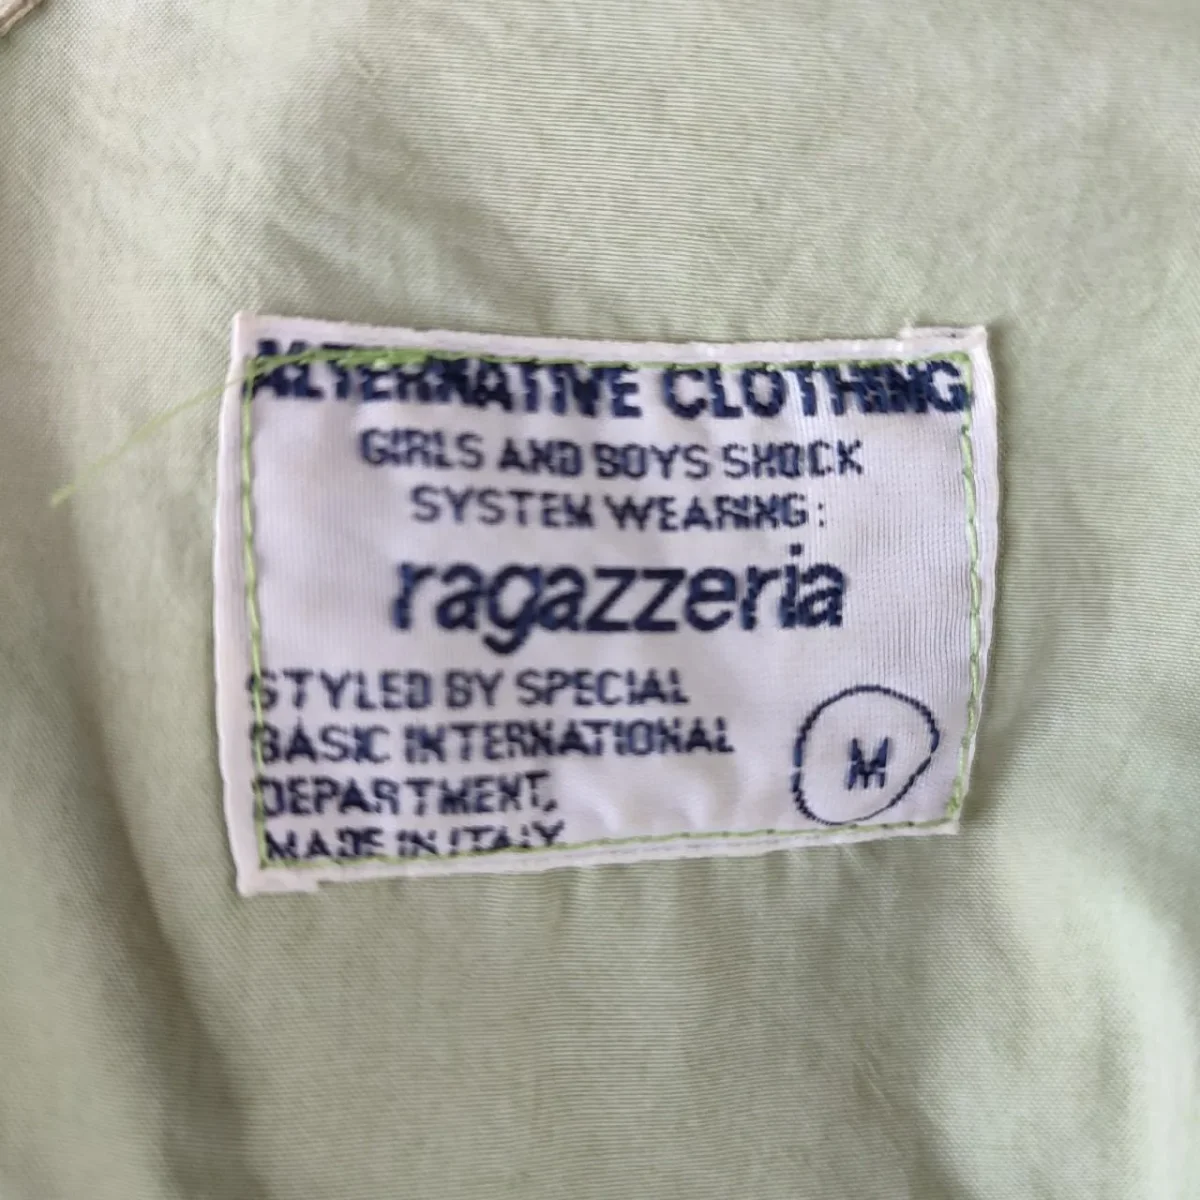 ALTERNATIVE CLOTHING
GIRLS AND BOYS SHOCK
SYSTEM WEARING:
ragazzeria
STYLED BY SPECIAL
BASIC INTERNATIONAL
DEPARTMENT,
MADE IN ITALY
M